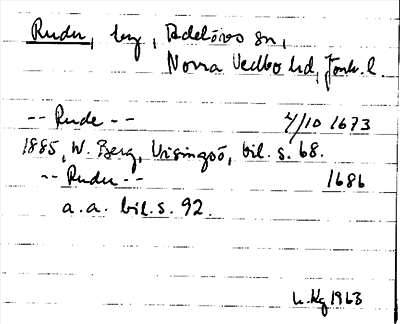 Rudu, by, Adelövs sn,
Norra Vedbo hd, Jönk. l.
-- Rude -- 4/10 1673
1885, W. Berg, Visingsö, bil. s. 68.
-- Rudu -- 1686
a.a. bil. s. 92.
1963